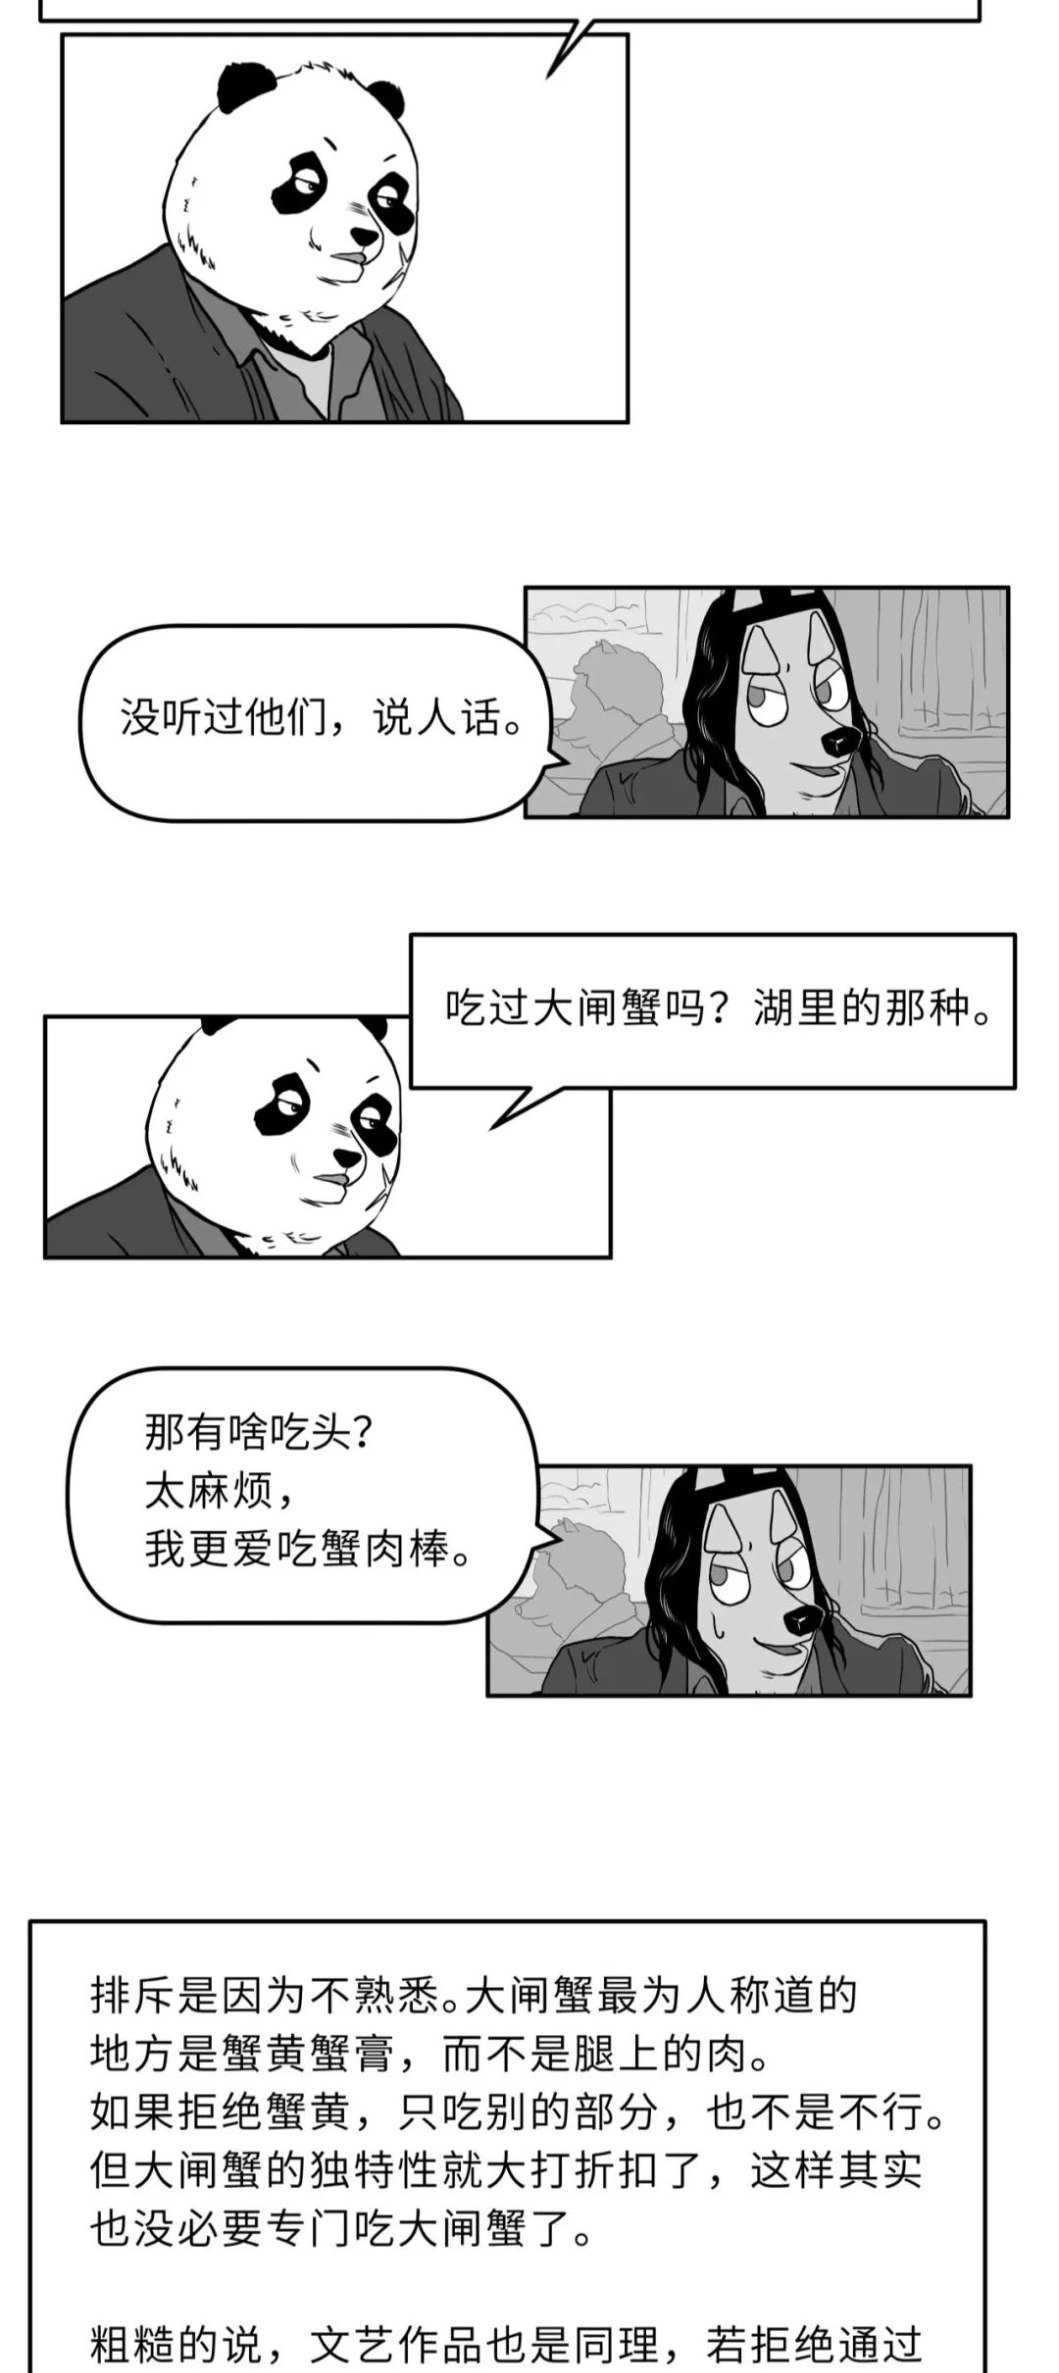 没听过他们，说人话。
吃过大闸蟹吗？湖里的那种。
那有啥吃头？
太麻烦，
我更爱吃蟹肉棒。
排斥是因为不熟悉。大闸蟹最为人称道的
地方是蟹黄蟹膏，而不是腿上的肉。
如果拒绝蟹黄，只吃别的部分，也不是不行。
但大闸蟹的独特性就大打折扣了，这样其实
也没必要专门吃大闸蟹了。
粗糙的说，文艺作品也是同理，若拒绝通过